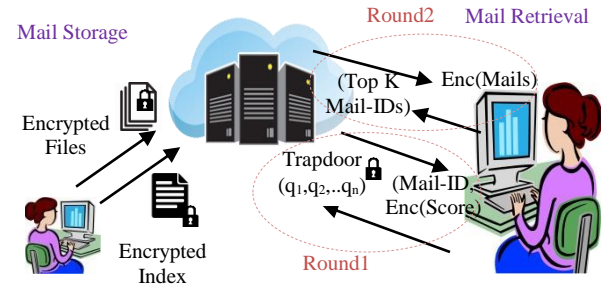 Round2
Mail Storage
Mail Retrieval
(Top K
Mail-IDs)
Enc(Mails)
Encrypted
Files
Trapdoor
(q1,q2,..qn)
(Mail-ID,
Enc(Score)
Encrypted
Index
Round1